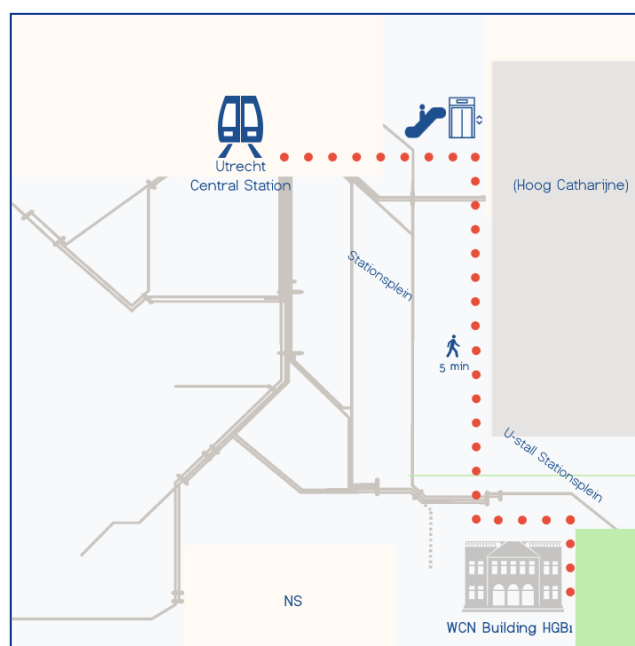 Utrecht
Central Station
(Hoog Catharijne)
Stationsplein
5 min
U-stall Stationsplein
NS
WCN Building HGB1